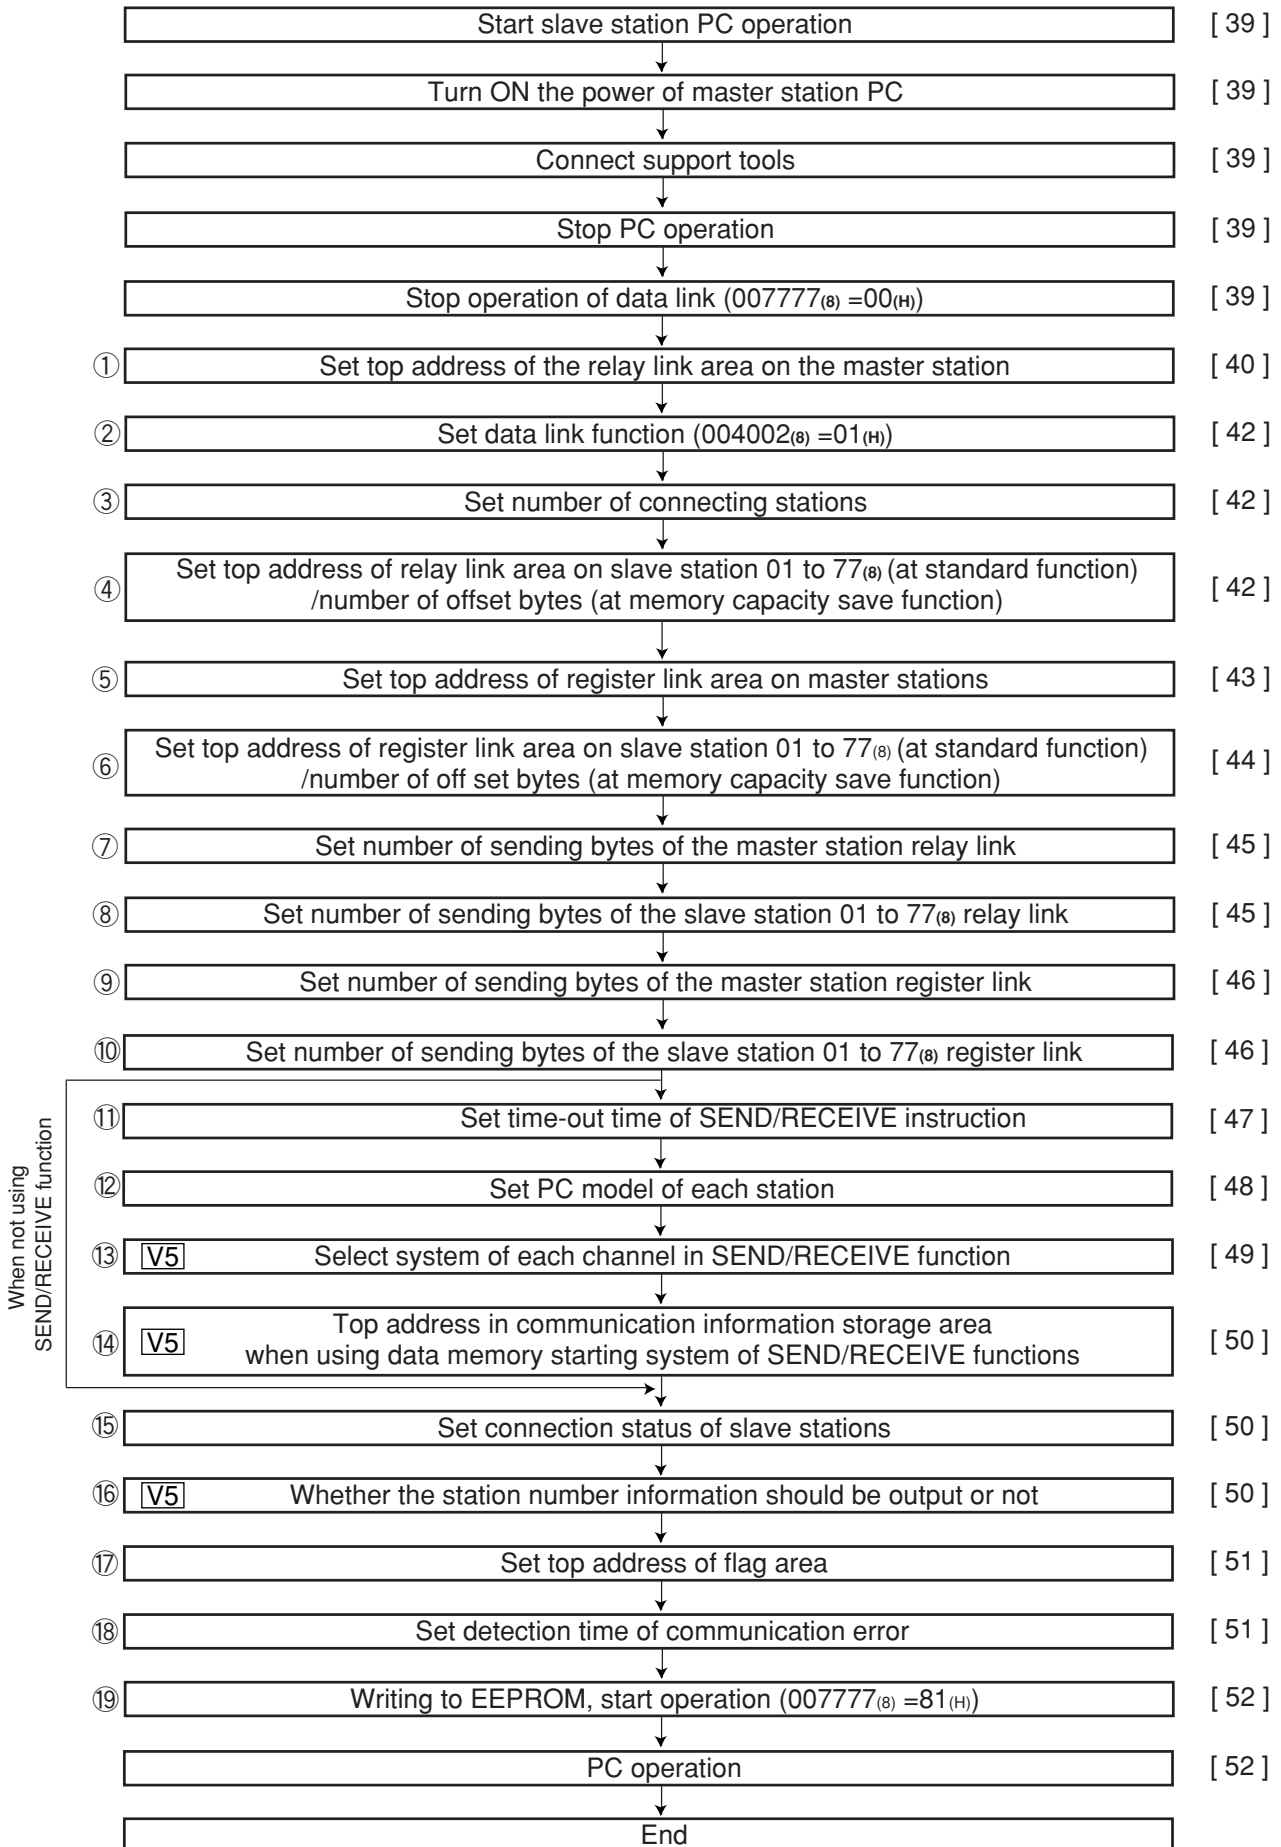 Start slave station PC operation [ 39 ]
Turn ON the power of master station PC [ 39 ]
Connect support tools [ 39 ]
Stop PC operation [ 39 ]
Stop operation of data link (007777(8) =00(H)) [ 39 ]
① Set top address of the relay link area on the master station [ 40 ]
② Set data link function (004002(8) =01(H)) [ 42 ]
③ Set number of connecting stations [ 42 ]
④ Set top address of relay link area on slave station 01 to 77(8) (at standard function)
/number of offset bytes (at memory capacity save function) [ 42 ]
⑤ Set top address of register link area on master stations [ 43 ]
⑥ Set top address of register link area on slave station 01 to 77(8) (at standard function)
/number of off set bytes (at memory capacity save function) [ 44 ]
⑦ Set number of sending bytes of the master station relay link [ 45 ]
⑧ Set number of sending bytes of the slave station 01 to 77(8) relay link [ 45 ]
⑨ Set number of sending bytes of the master station register link [ 46 ]
⑩ Set number of sending bytes of the slave station 01 to 77(8) register link [ 46 ]
When not using
SEND/RECEIVE function
⑪ Set time-out time of SEND/RECEIVE instruction [ 47 ]
⑫ Set PC model of each station [ 48 ]
⑬ V5 Select system of each channel in SEND/RECEIVE function [ 49 ]
⑭ V5 Top address in communication information storage area
when using data memory starting system of SEND/RECEIVE functions [ 50 ]
⑮ Set connection status of slave stations [ 50 ]
⑯ V5 Whether the station number information should be output or not [ 50 ]
⑰ Set top address of flag area [ 51 ]
⑱ Set detection time of communication error [ 51 ]
⑲ Writing to EEPROM, start operation (007777(8) =81(H)) [ 52 ]
PC operation [ 52 ]
End